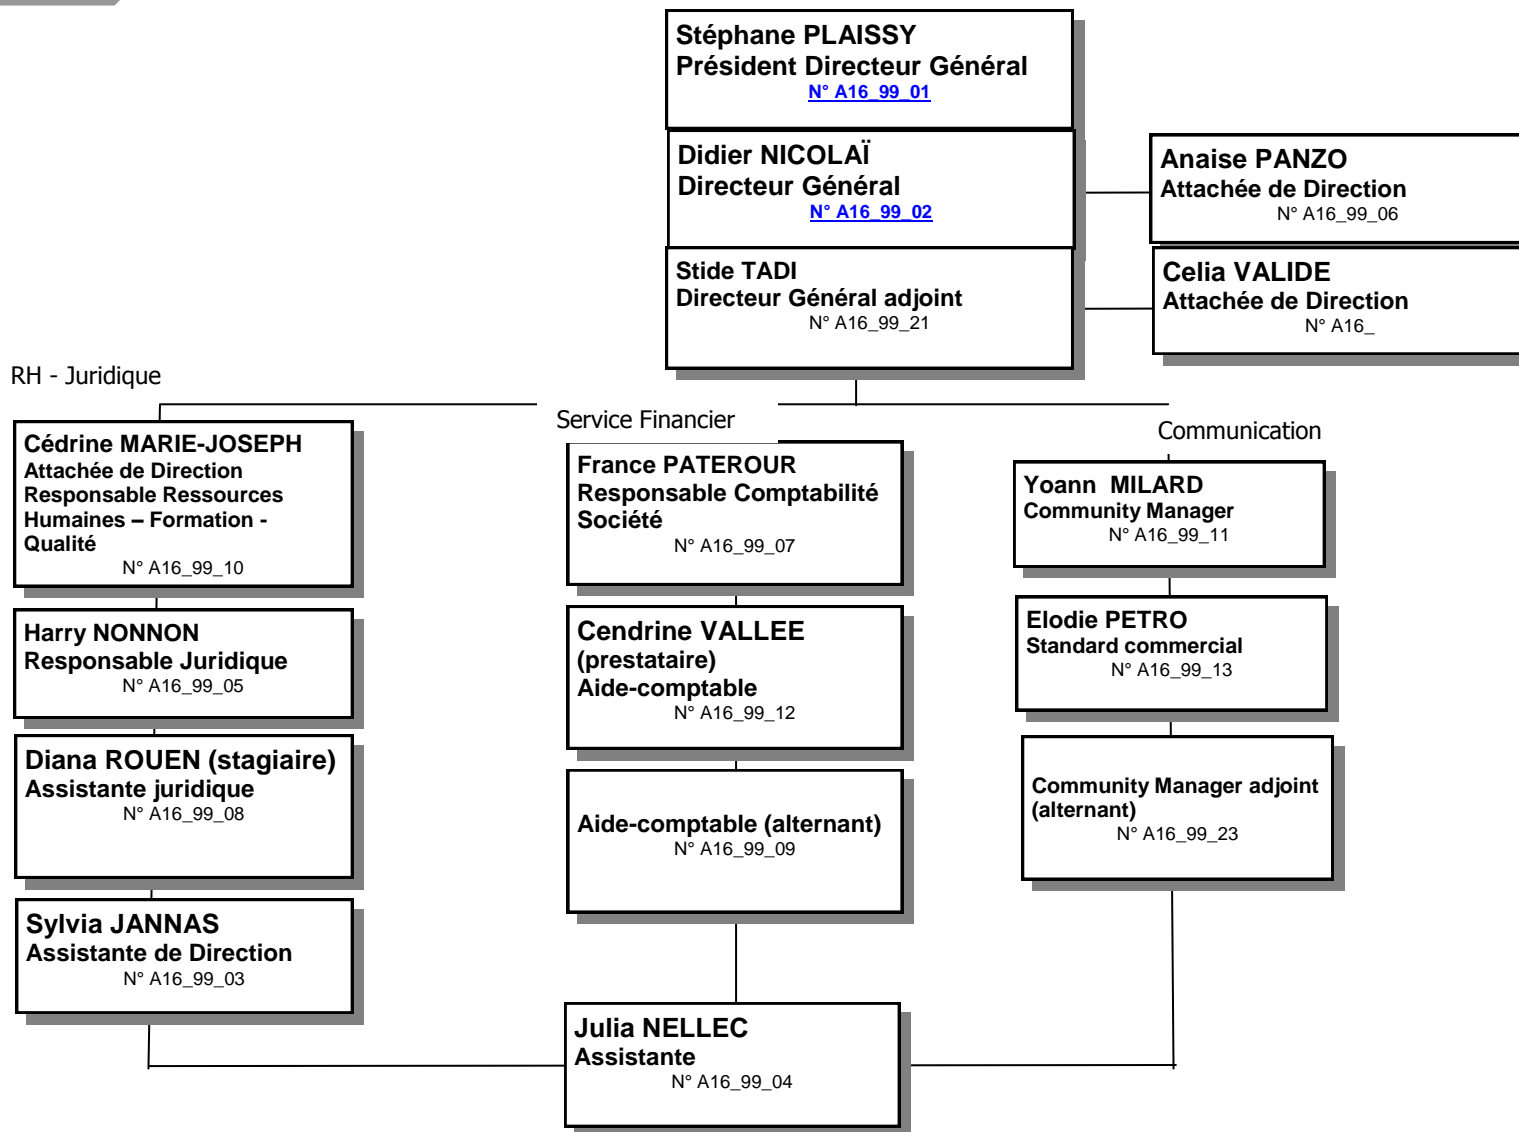 Stéphane PLAISSY
Président Directeur Général
N° A16_99_01
Didier NICOLAÏ
Directeur Général
N° A16_99_02
Stide TADI
Directeur Général adjoint
N° A16_99_21
Anaise PANZO
Attachée de Direction
N° A16_99_06
Celia VALIDE
Attachée de Direction
N° A16_
RH - Juridique
Cédrine MARIE-JOSEPH
Attachée de Direction
Responsable Ressources
Humaines – Formation -
Qualité
N° A16_99_10
Harry NONNON
Responsable Juridique
N° A16_99_05
Diana ROUEN (stagiaire)
Assistante juridique
N° A16_99_08
Sylvia JANNAS
Assistante de Direction
N° A16_99_03
Service Financier
France PATEROUR
Responsable Comptabilité
Société
N° A16_99_07
Cendrine VALLEE
(prestataire)
Aide-comptable
N° A16_99_12
Aide-comptable (alternant)
N° A16_99_09
Communication
Yoann  MILARD
Community Manager
N° A16_99_11
Elodie PETRO
Standard commercial
N° A16_99_13
Community Manager adjoint
(alternant)
N° A16_99_23
Julia NELLEC
Assistante
N° A16_99_04